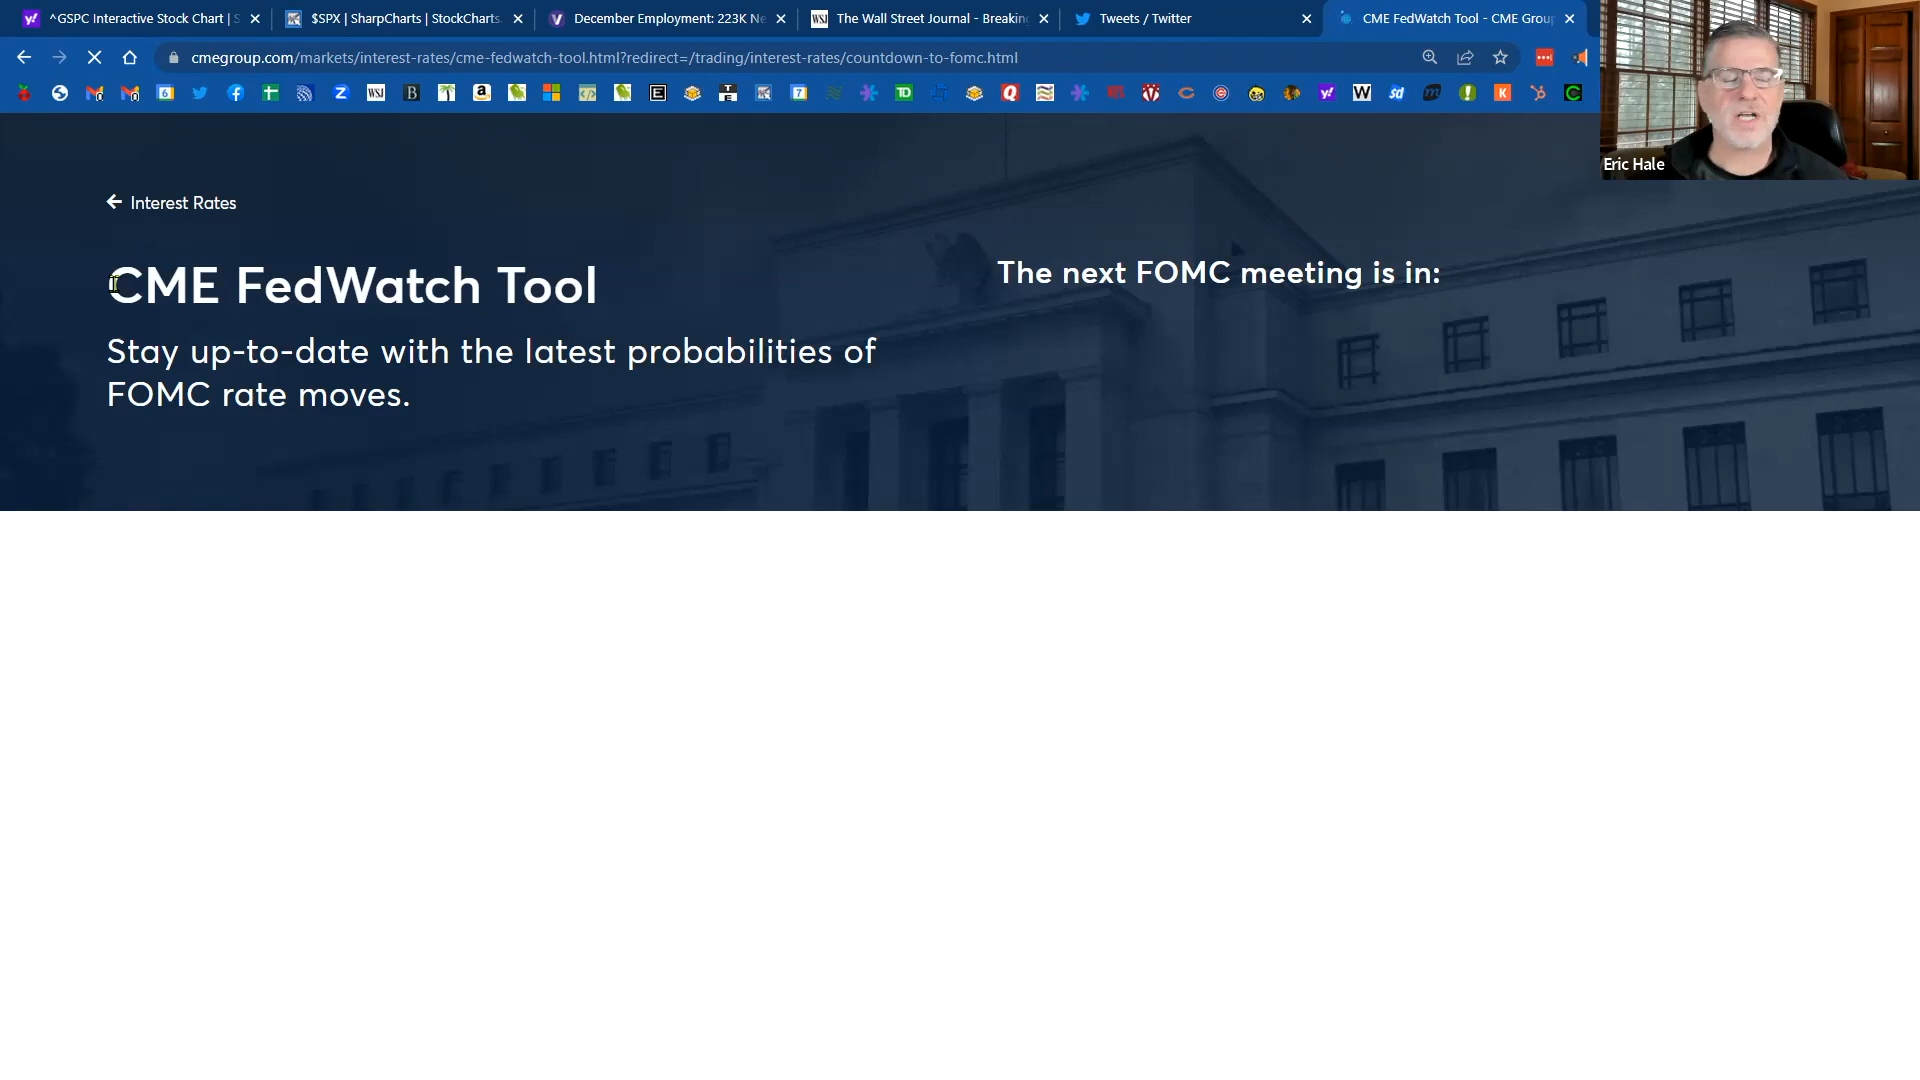 ^GSPC Interactive Stock Chart | S
$SPX | SharpCharts | StockCharts.
December Employment: 223K Ne
The Wall Street Journal - Breakin
Tweets / Twitter
CME FedWatch Tool - CME Group
cmegroup.com/markets/interest-rates/cme-fedwatch-tool.html?redirect=/trading/interest-rates/countdown-to-fomc.html
Eric Hale
Interest Rates
CME FedWatch Tool
The next FOMC meeting is in:
Stay up-to-date with the latest probabilities of
FOMC rate moves.